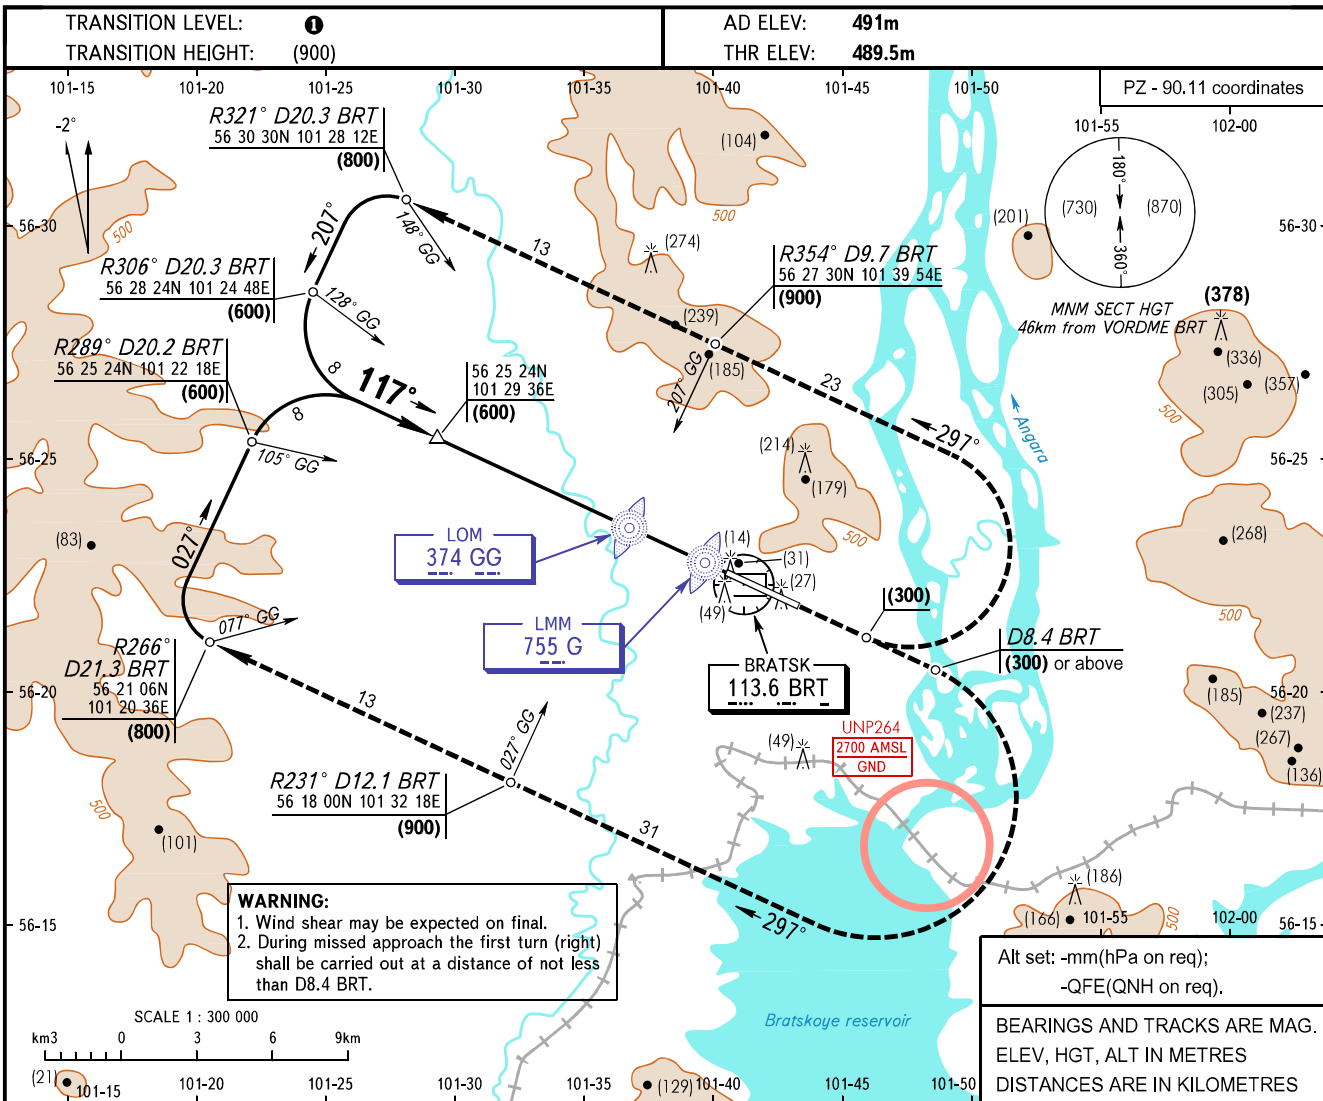 TRANSITION LEVEL: 1
TRANSITION HEIGHT: (900)
AD ELEV: 491m
THR ELEV: 489.5m
101-15 101-20 101-25 101-30 101-35 101-40 101-45 101-50
PZ - 90.11 coordinates
101-55 102-00
-2°
R321° D20.3 BRT
56 30 30N 101 28 12E
(800)
(104)
500
180°
(730) (870)
360°
MNM SECT HGT
46km from VORDME BRT
(201)
56-30
500
56-30
207°
148° GG
13
(274)
R354° D9.7 BRT
56 27 30N 101 39 54E
(900)
R306° D20.3 BRT
56 28 24N 101 24 48E
(600)
128° GG
(239)
(185)
207° GG
(378)
(336)
(305)
(357)
500
R289° D20.2 BRT
56 25 24N 101 22 18E
(600)
8
8
117°
56 25 24N
101 29 36E
(600)
23
297°
Angara
56-25
105° GG
(214)
(179)
500
56-25
(83)
027°
LOM
374 GG
(14)
(31)
(27)
(49)
(268)
500
LMM
755 G
(300)
D8.4 BRT
(300) or above
077° GG
R266°
D21.3 BRT
56 21 06N
101 20 36E
(800)
BRATSK
113.6 BRT
56-20
13
(185)
(237)
(267)
(136)
56-20
UNP264
2700 AMSL
GND
(49)
027° GG
R231° D12.1 BRT
56 18 00N 101 32 18E
(900)
31
500
(101)
(186)
(166)
101-55
500
102-00
56-15
297°
56-15
WARNING:
1. Wind shear may be expected on final.
2. During missed approach the first turn (right)
shall be carried out at a distance of not less
than D8.4 BRT.
Alt set: -mm(hPa on req);
-QFE(QNH on req).
SCALE 1 : 300 000
km3 0 3 6 9km
Bratskoye reservoir
BEARINGS AND TRACKS ARE MAG.
ELEV, HGT, ALT IN METRES
DISTANCES ARE IN KILOMETRES
(21)
(129)
101-15 101-20 101-25 101-30 101-35 101-40 101-45 101-50